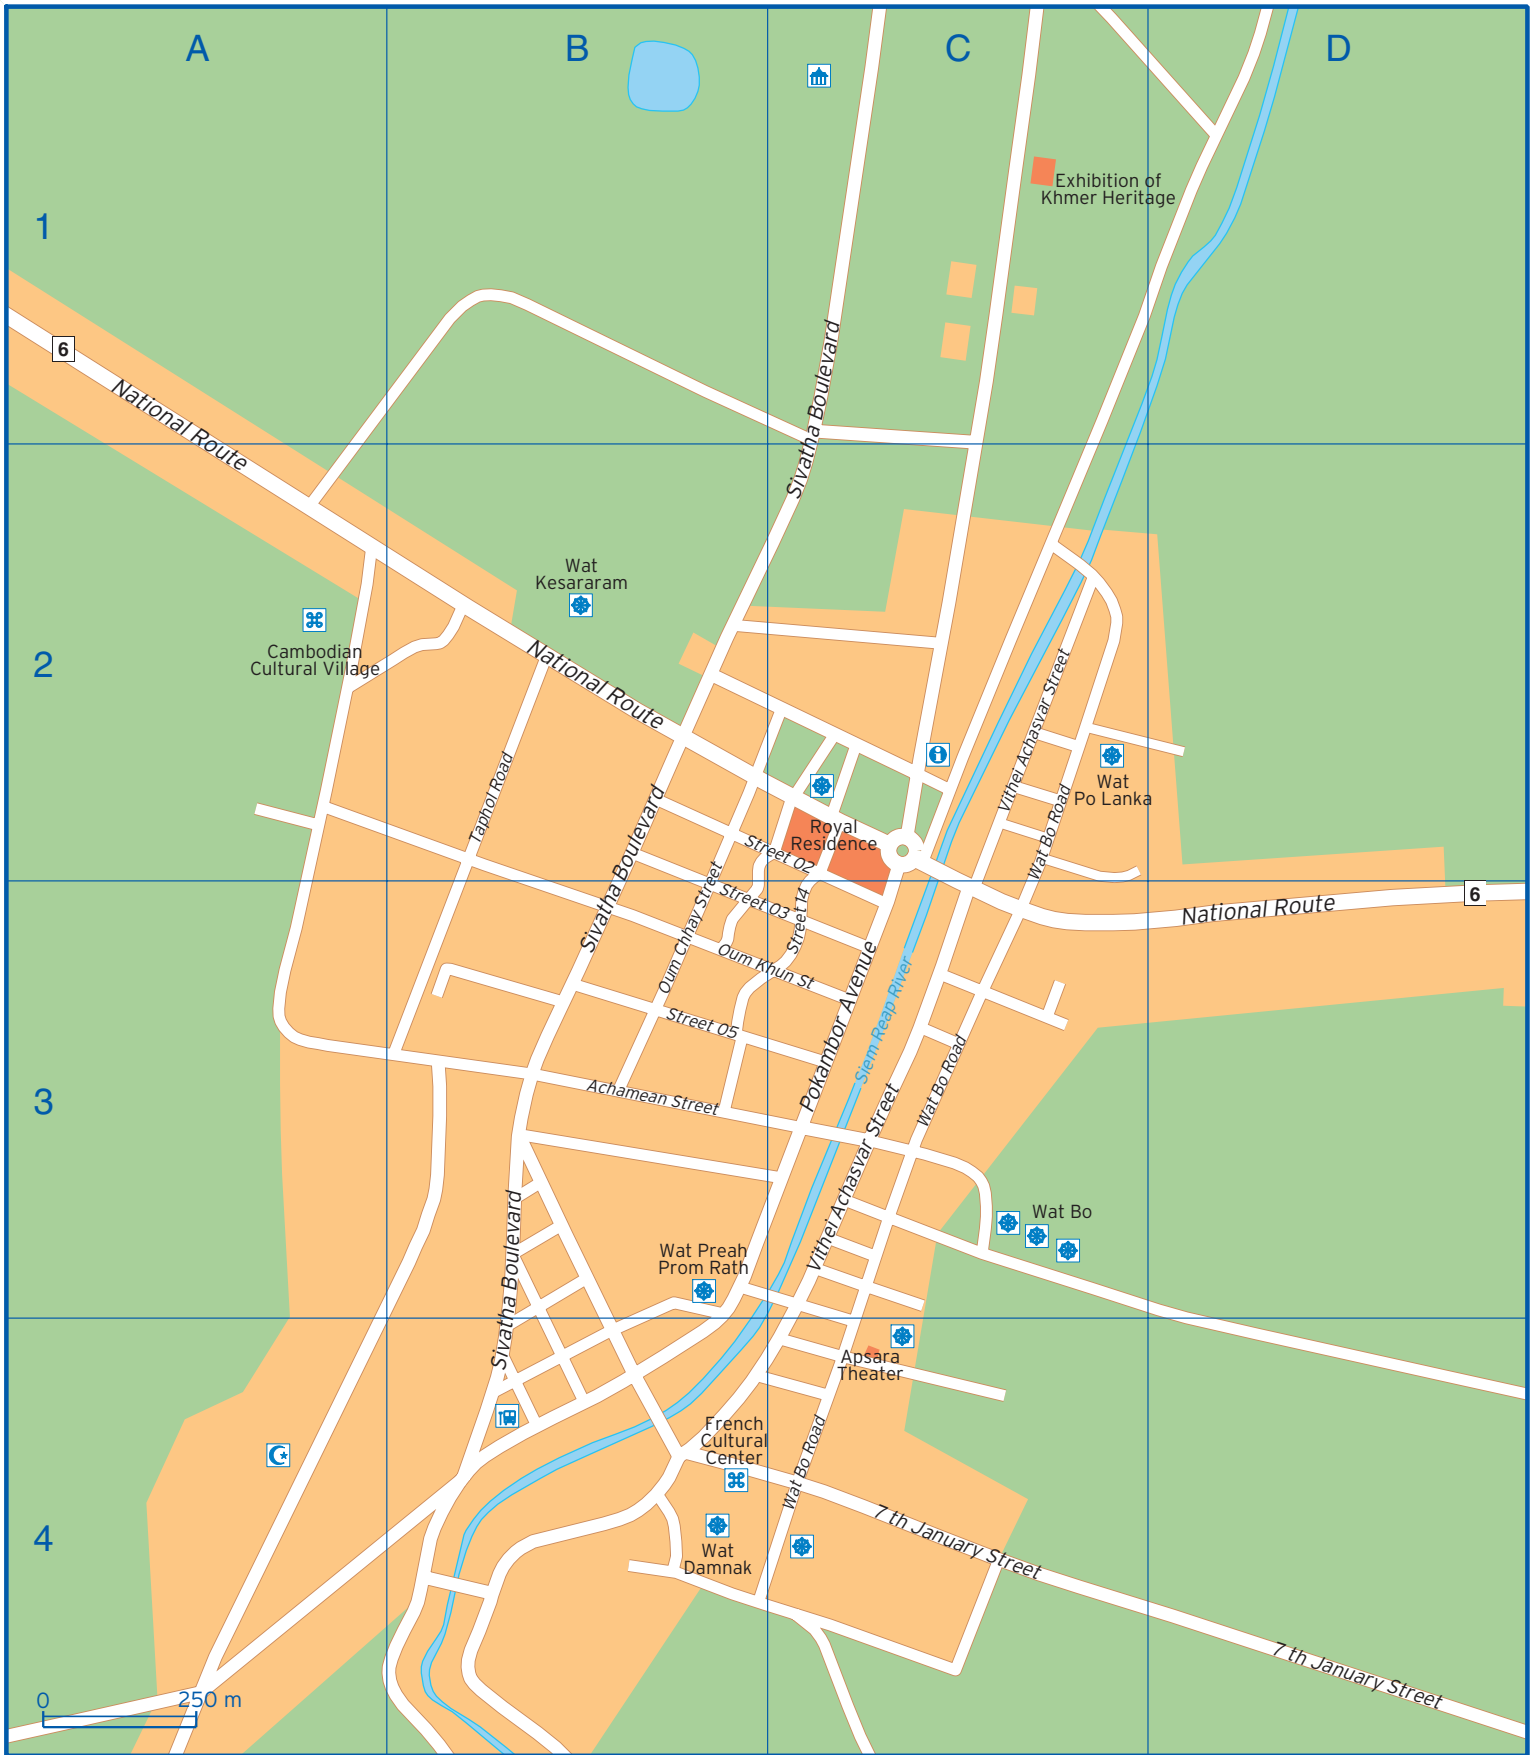 A
B
C
D
1
2
3
4
Exhibition of
Khmer Heritage
6
National Route
Sivatha Boulevard
Wat
Kesararam
Cambodian
Cultural Village
National Route
Vithei Achasvar Street
Wat
Po Lanka
Taphol Road
Sivatha Boulevard
Royal
Residence
Street 02
Wat Bo Road
Oum Chhay Street
Street 03
Street 14
6
National Route
Oum Khun St
Pokambor Avenue
Siem Reap River
Street 05
Wat Bo Road
Achamean Street
Vithei Achasvar Street
Wat Bo
Wat Preah
Prom Rath
Sivatha Boulevard
Apsara
Theater
French
Cultural
Center
Wat Bo Road
7 th January Street
Wat
Damnak
7 th January Street
0
250 m